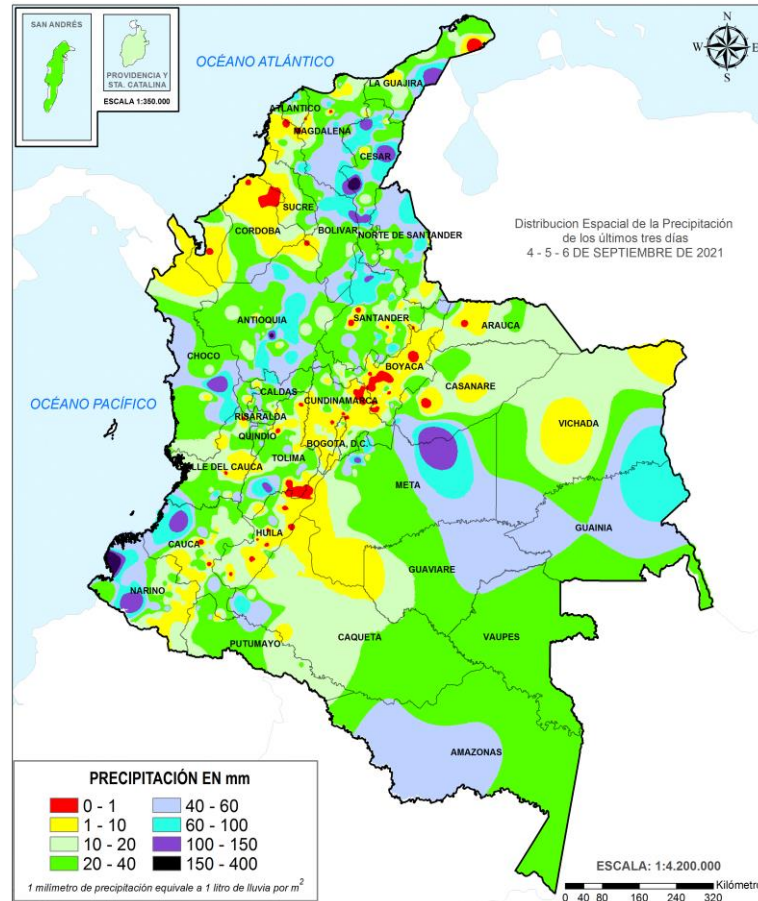 SAN ANDRÉS
PROVIDENCIA Y
STA. CATALINA
ESCALA 1:350.000
OCÉANO ATLÁNTICO
N
W E
S
LA GUAJIRA
ATLANTICO
MAGDALENA
CESAR
SUCRE
CORDOBA
BOLIVAR
NORTE DE SANTANDER
Distribucion Espacial de la Precipitación
de los últimos tres días
4 - 5 - 6 DE SEPTIEMBRE DE 2021
ANTIOQUIA
SANTANDER
ARAUCA
CHOCO
BOYACA
CASANARE
OCÉANO PACÍFICO
CALDAS
CUNDINAMARCA
RISARALDA
VICHADA
QUINDIO
BOGOTA, D.C.
TOLIMA
VALLE DEL CAUCA
META
GUAINIA
HUILA
CAUCA
GUAVIARE
NARINO
CAQUETA
VAUPES
PUTUMAYO
AMAZONAS
PRECIPITACIÓN EN mm
0 - 1 40 - 60
1 - 10 60 - 100
10 - 20 100 - 150
20 - 40 150 - 400
1 milímetro de precipitación equivale a 1 litro de lluvia por m²
ESCALA: 1:4.200.000
Kilóme
0 40 80 160 240 320